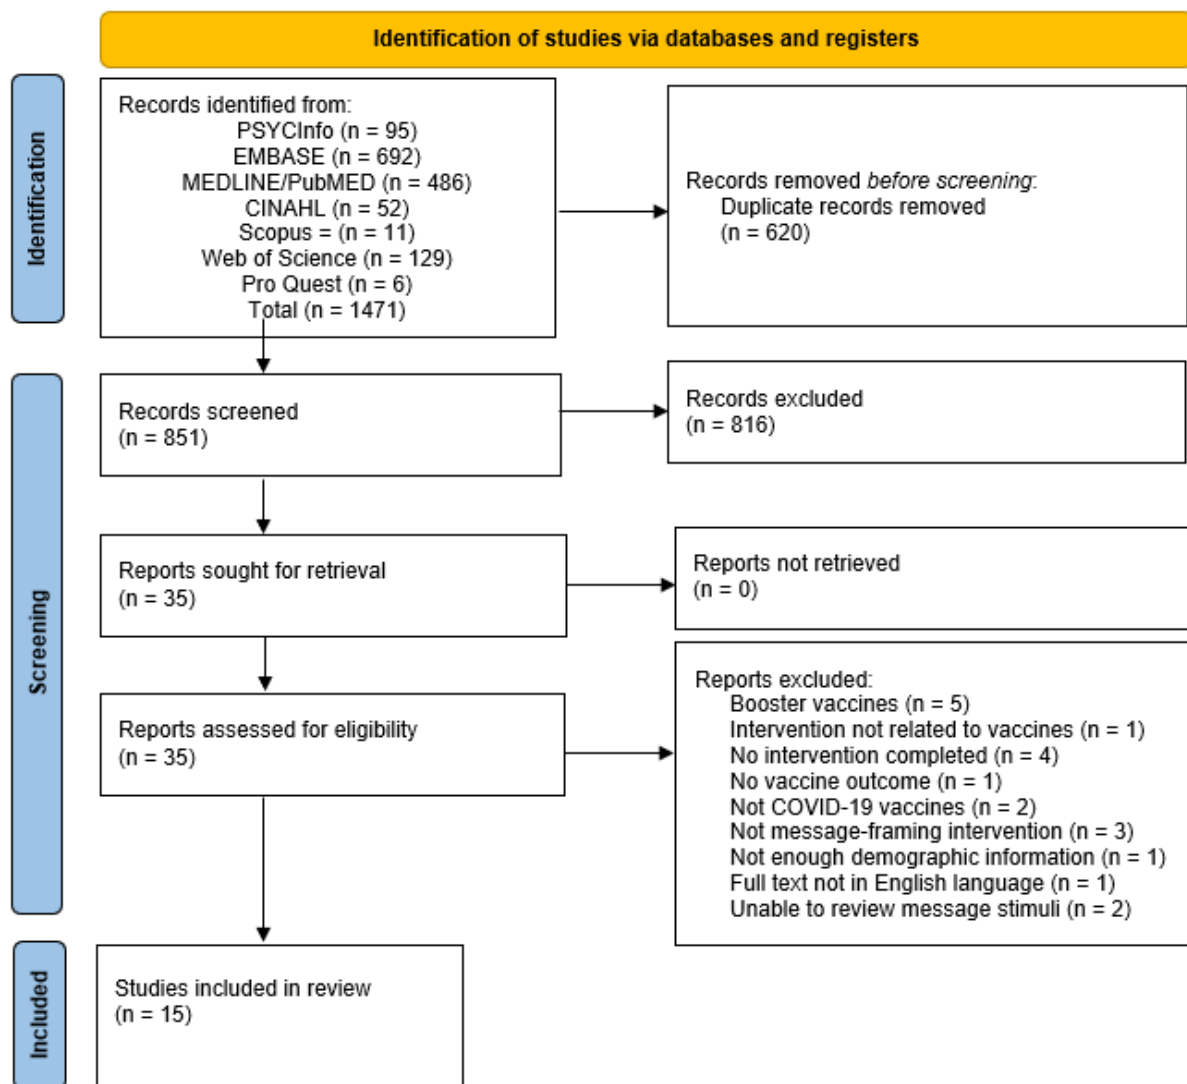 Identification of studies via databases and registers
Identification
Records identified from:
PSYCInfo (n = 95)
EMBASE (n = 692)
MEDLINE/PubMED (n = 486)
CINAHL (n = 52)
Scopus = (n = 11)
Web of Science (n = 129)
Pro Quest (n = 6)
Total (n = 1471)
Records removed before screening:
Duplicate records removed
(n = 620)
Screening
Records screened
(n = 851)
Records excluded
(n = 816)
Reports sought for retrieval
(n = 35)
Reports not retrieved
(n = 0)
Reports assessed for eligibility
(n = 35)
Reports excluded:
Booster vaccines (n = 5)
Intervention not related to vaccines (n = 1)
No intervention completed (n = 4)
No vaccine outcome (n = 1)
Not COVID-19 vaccines (n = 2)
Not message-framing intervention (n = 3)
Not enough demographic information (n = 1)
Full text not in English language (n = 1)
Unable to review message stimuli (n = 2)
Included
Studies included in review
(n = 15)